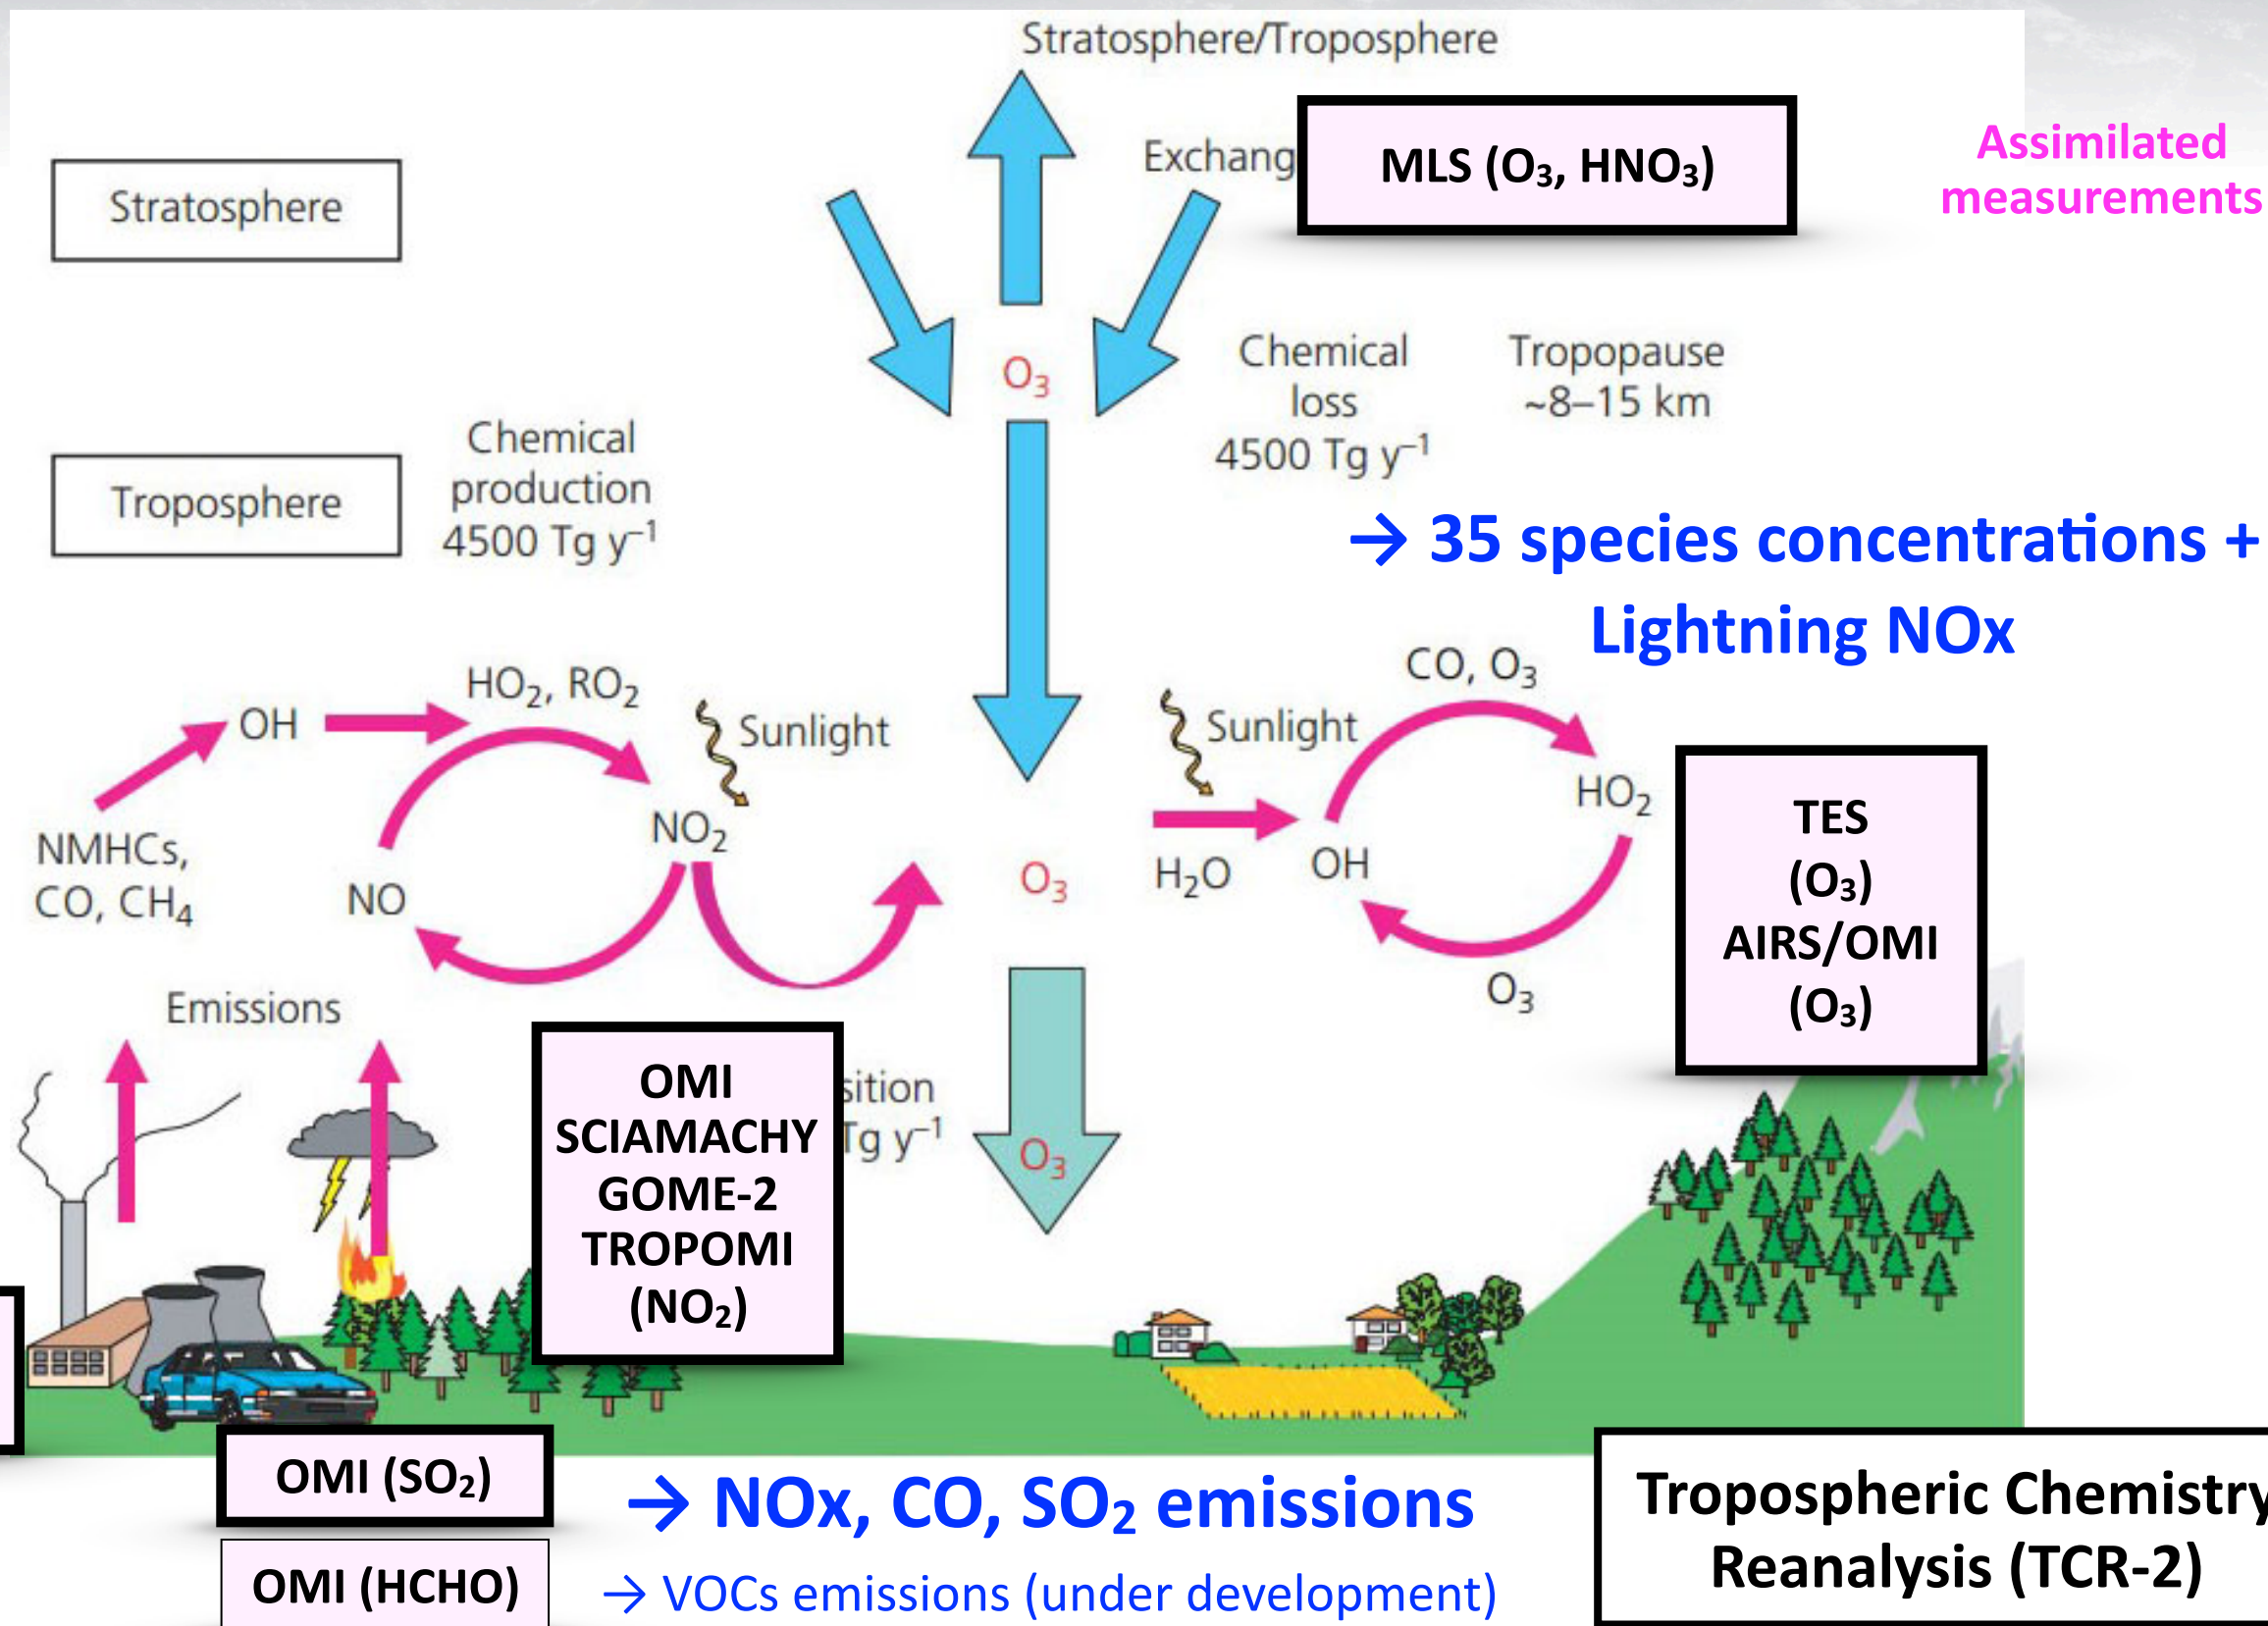 Stratosphere/Troposphere
Exchang
MLS (O₃, HNO₃)
Assimilated
measurements
Stratosphere
O₃
Chemical
loss
4500 Tg y⁻¹
Tropopause
~8–15 km
Troposphere
Chemical
production
4500 Tg y⁻¹
→ 35 species concentrations +
Lightning NOx
OH
HO₂, RO₂
Sunlight
Sunlight
CO, O₃
NMHCs,
CO, CH₄
NO
NO₂
O₃
H₂O
OH
HO₂
O₃
TES
(O₃)
AIRS/OMI
(O₃)
Emissions
OMI
SCIAMACHY
GOME-2
TROPOMI
(NO₂)
sition
Tg y⁻¹
O₃
OMI (SO₂)
→ NOx, CO, SO₂ emissions
OMI (HCHO)
→ VOCs emissions (under development)
Tropospheric Chemistry
Reanalysis (TCR-2)